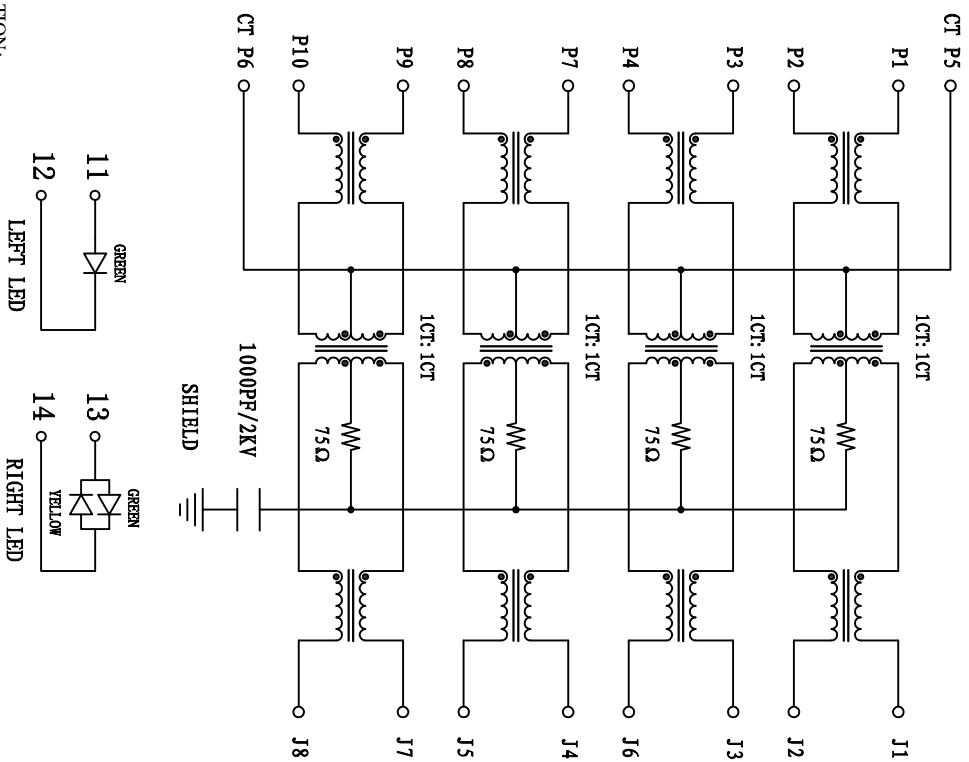 CT P5
P1
J1
1CT:1CT
75Ω
P2
J2
P3
J3
1CT:1CT
75Ω
P4
J6
P7
J4
1CT:1CT
75Ω
P8
J5
P9
J7
1CT:1CT
75Ω
P10
J8
CT P6
1000PF/2KV
SHIELD
GREEN
11
12
LEFT LED
GREEN
13
YELLOW
14
RIGHT LED
TION: